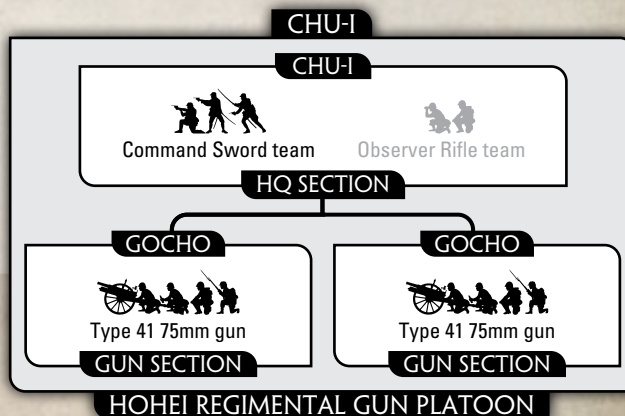 CHU-I
CHU-I
Command Sword team
Observer Rifle team
HQ SECTION
GOCHO
GOCHO
Type 41 75mm gun
Type 41 75mm gun
GUN SECTION
GUN SECTION
HOHEI REGIMENTAL GUN PLATOON